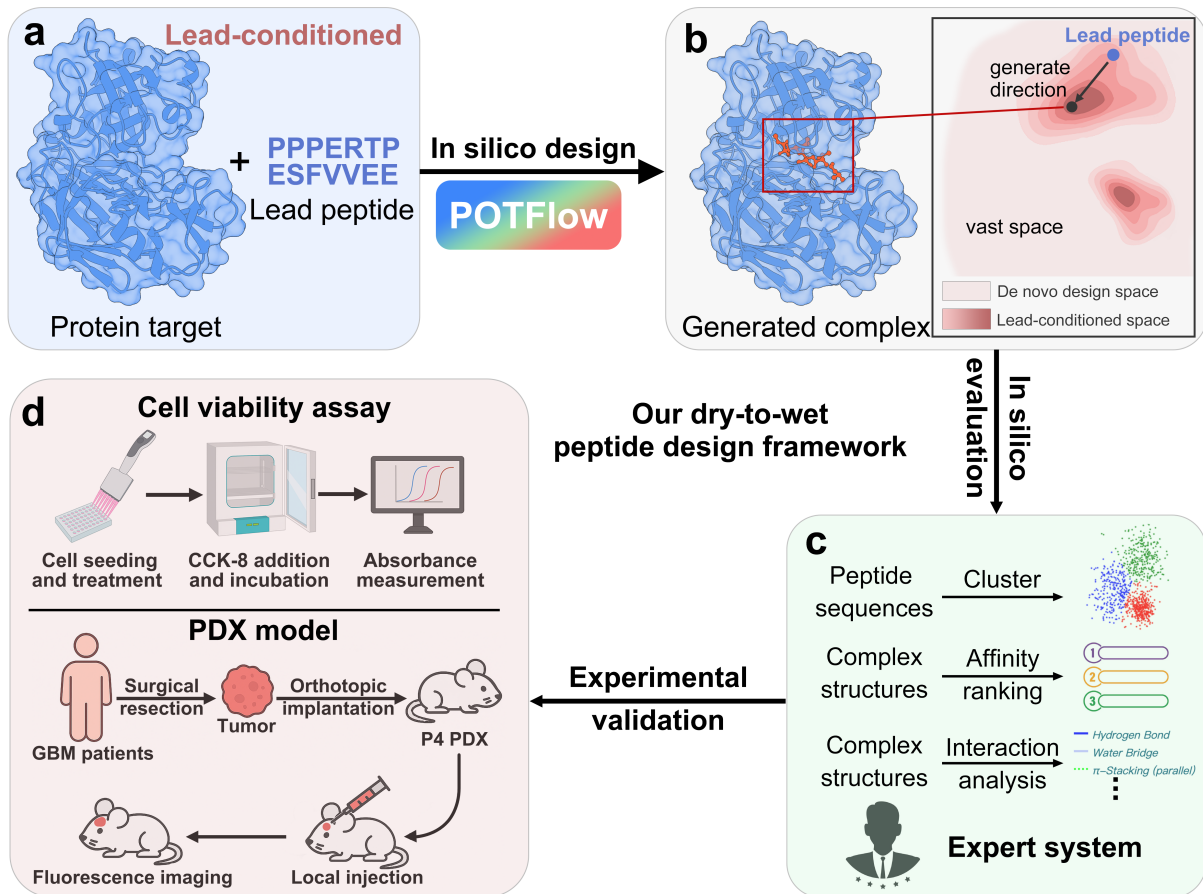 a
Lead-conditioned
+
PPPERTP
ESFVVEE
Lead peptide
Protein target
In silico design
POTFlow
b
Lead peptide
generate
direction
vast space
De novo design space
Lead-conditioned space
Generated complex
In silico
evaluation
Our dry-to-wet
peptide design framework
c
Peptide
sequences
Cluster
Complex
structures
Affinity
ranking
1
2
3
Complex
structures
Interaction
analysis
Hydrogen Bond
Water Bridge
π–Stacking (parallel)
⋮
Expert system
Experimental
validation
d
Cell viability assay
Cell seeding
and treatment
CCK-8 addition
and incubation
Absorbance
measurement
PDX model
GBM patients
Surgical
resection
Tumor
Orthotopic
implantation
P4 PDX
Local injection
Fluorescence imaging